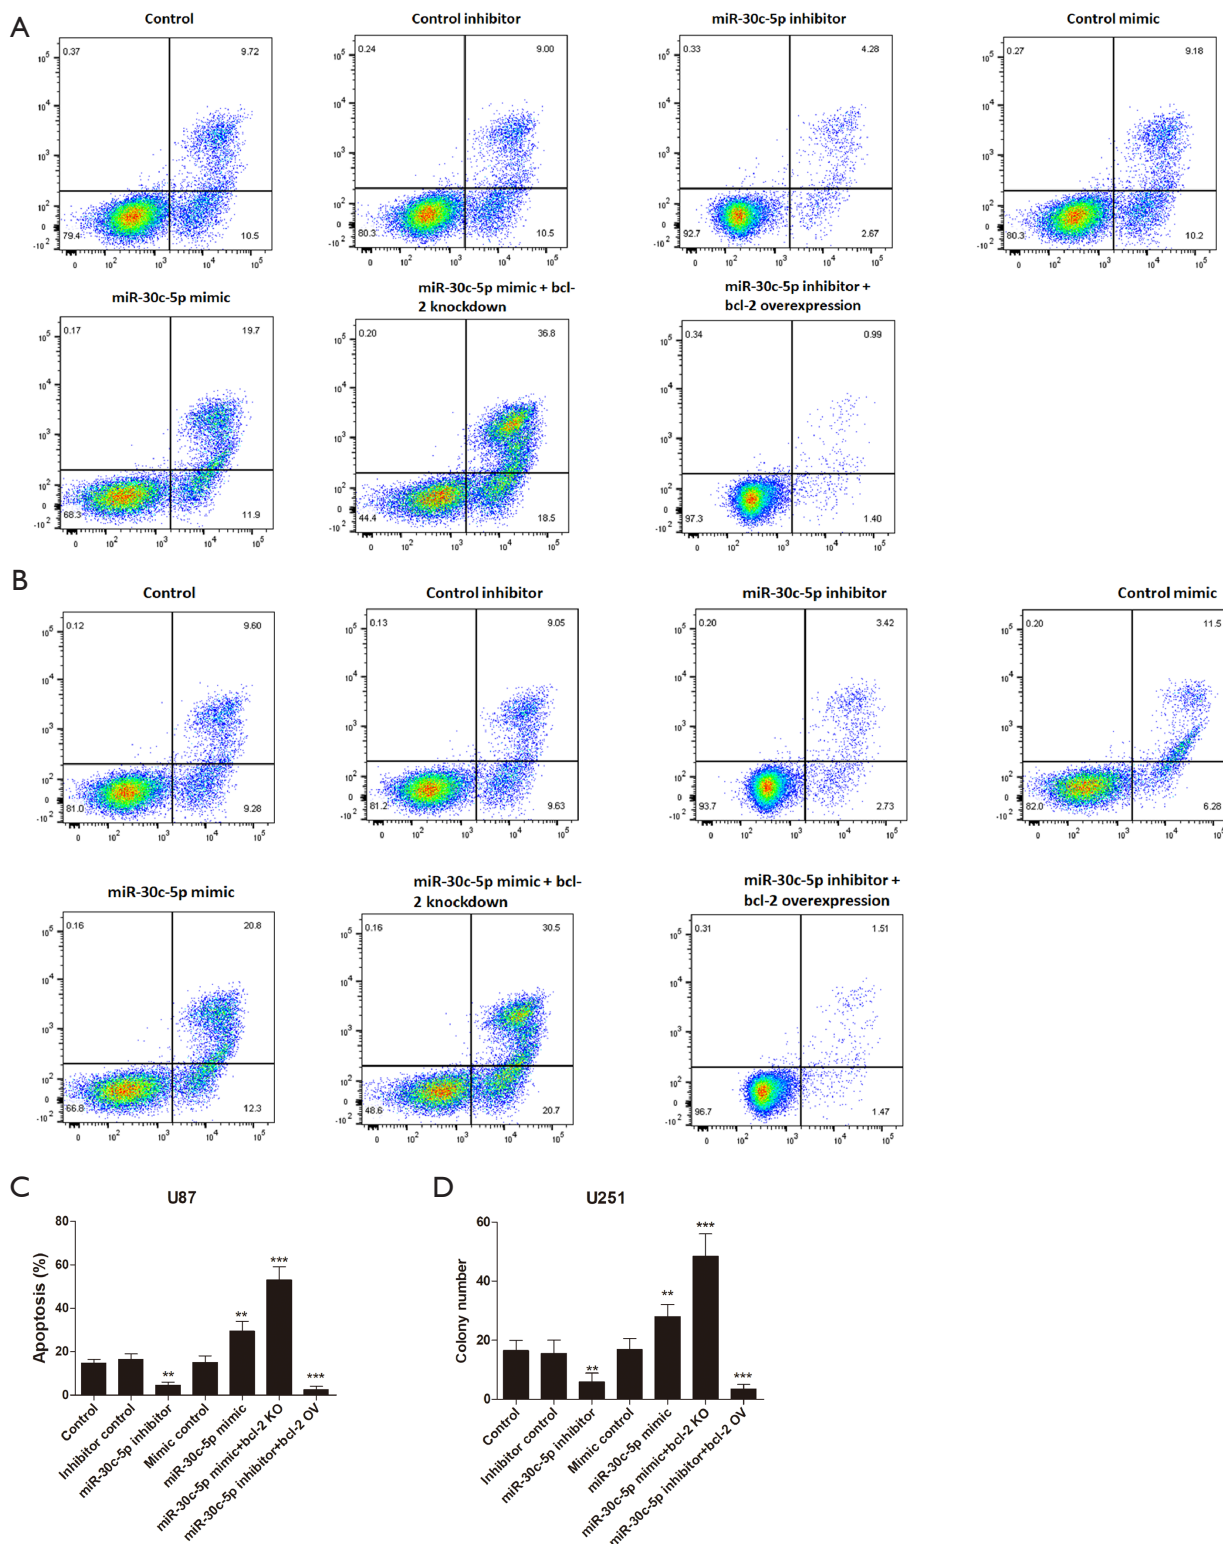 A
Control
Control inhibitor
miR-30c-5p inhibitor
Control mimic
0.37
9.72
79.4
10.5
0.24
9.00
80.3
10.5
0.33
4.28
92.7
2.67
0.27
9.18
80.3
10.2
miR-30c-5p mimic
miR-30c-5p mimic + bcl-
2 knockdown
miR-30c-5p inhibitor +
bcl-2 overexpression
0.17
19.7
68.3
11.9
0.20
36.8
44.4
18.5
0.34
0.99
97.3
1.40
B
Control
Control inhibitor
miR-30c-5p inhibitor
Control mimic
0.12
9.60
81.0
9.28
0.13
9.05
81.2
9.63
0.20
3.42
93.7
2.73
0.20
11.5
82.0
6.28
miR-30c-5p mimic
miR-30c-5p mimic + bcl-
2 knockdown
miR-30c-5p inhibitor +
bcl-2 overexpression
0.16
20.8
66.8
12.3
0.16
30.5
48.6
20.7
0.31
1.51
96.7
1.47
C
U87
Apoptosis (%)
80
60
40
20
0
**
**
***
***
Control
Inhibitor control
miR-30c-5p inhibitor
Mimic control
miR-30c-5p mimic
miR-30c-5p mimic+bcl-2 KO
miR-30c-5p inhibitor+bcl-2 OV
D
U251
Colony number
60
40
20
0
**
**
***
***
Control
Inhibitor control
miR-30c-5p inhibitor
Mimic control
miR-30c-5p mimic
miR-30c-5p mimic+bcl-2 KO
miR-30c-5p inhibitor+bcl-2 OV